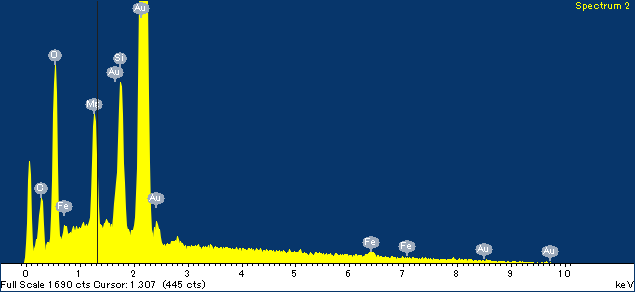 Spectrum 2
Au
O
Si
Au
Mg
C
Au
Fe
Fe
Fe
Au
Au
0 1 2 3 4 5 6 7 8 9 10
Full Scale 1690 cts Cursor: 1.307 (445 cts) keV